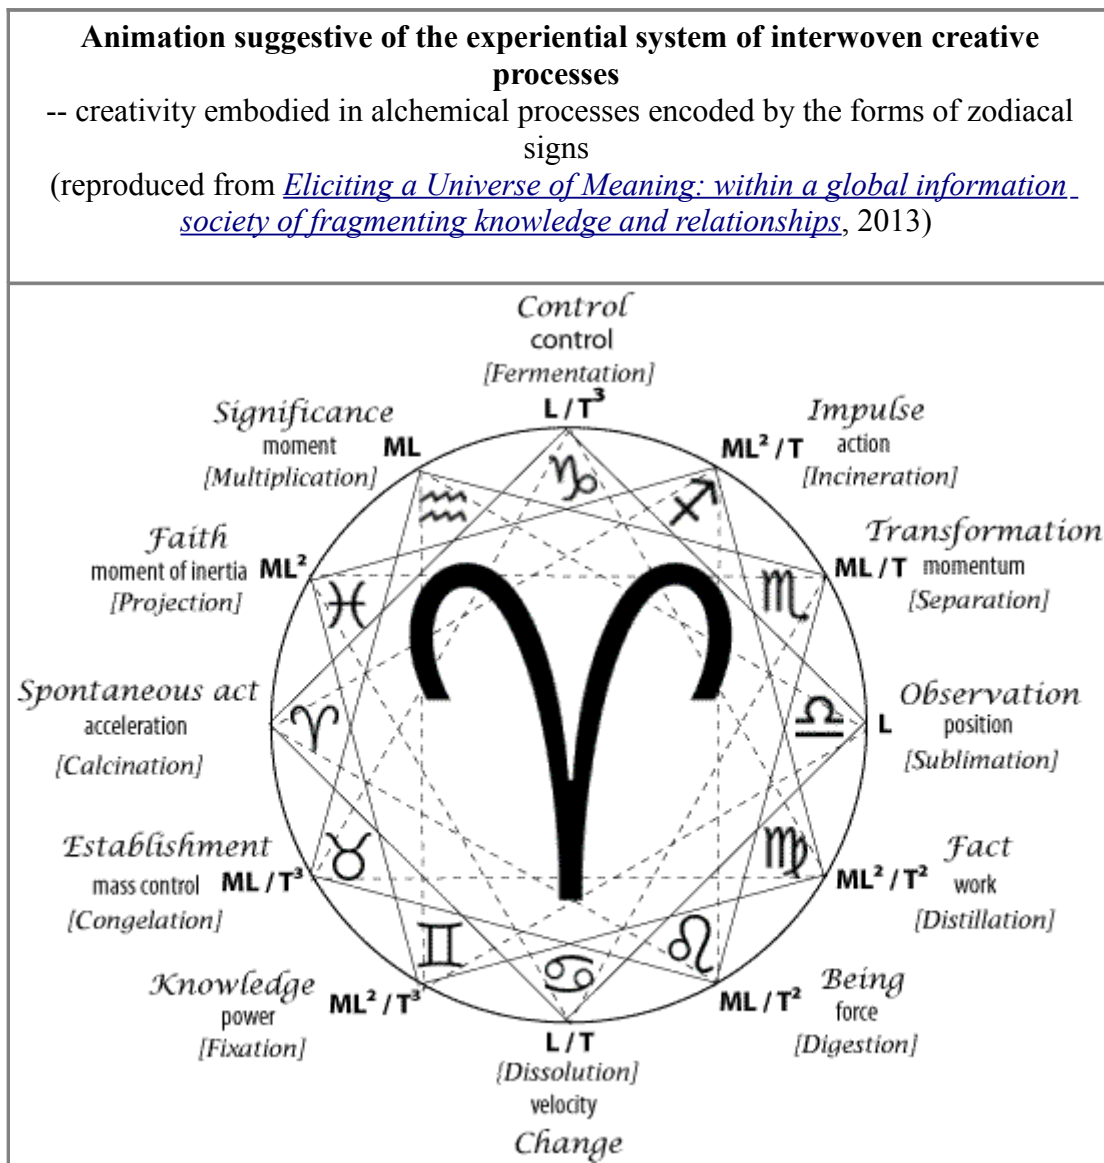 Animation suggestive of the experiential system of interwoven creative
processes
-- creativity embodied in alchemical processes encoded by the forms of zodiacal
signs
(reproduced from Eliciting a Universe of Meaning: within a global information
society of fragmenting knowledge and relationships, 2013)
Control
control
[Fermentation]
L / T³
Significance
moment ML
[Multiplication]
Impulse
ML² / T action
[Incineration]
Faith
moment of inertia ML²
[Projection]
Transformation
ML / T momentum
[Separation]
Spontaneous act
acceleration
[Calcination]
Observation
L position
[Sublimation]
Establishment
mass control ML / T³
[Congelation]
Fact
ML² / T² work
[Distillation]
Knowledge
power ML² / T³
[Fixation]
Being
ML / T² force
[Digestion]
L / T
[Dissolution]
velocity
Change